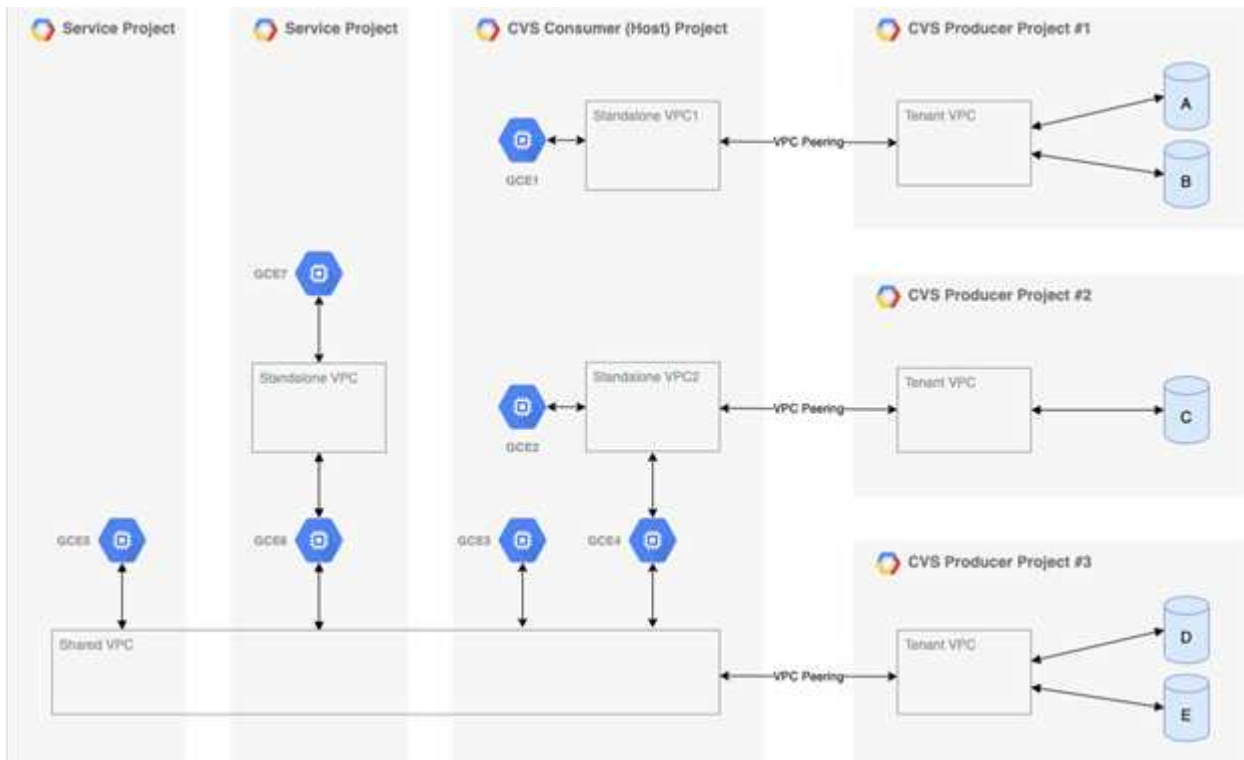 Service Project
Service Project
CVS Consumer (Host) Project
CVS Producer Project #1
Standalone VPC1
Tenant VPC
A
VPC Peering
GCE1
B
GCE7
CVS Producer Project #2
Standalone VPC
Standalone VPC2
Tenant VPC
VPC Peering
C
GCE2
GCE5
GCE6
GCE3
GCE4
CVS Producer Project #3
Shared VPC
Tenant VPC
D
VPC Peering
E